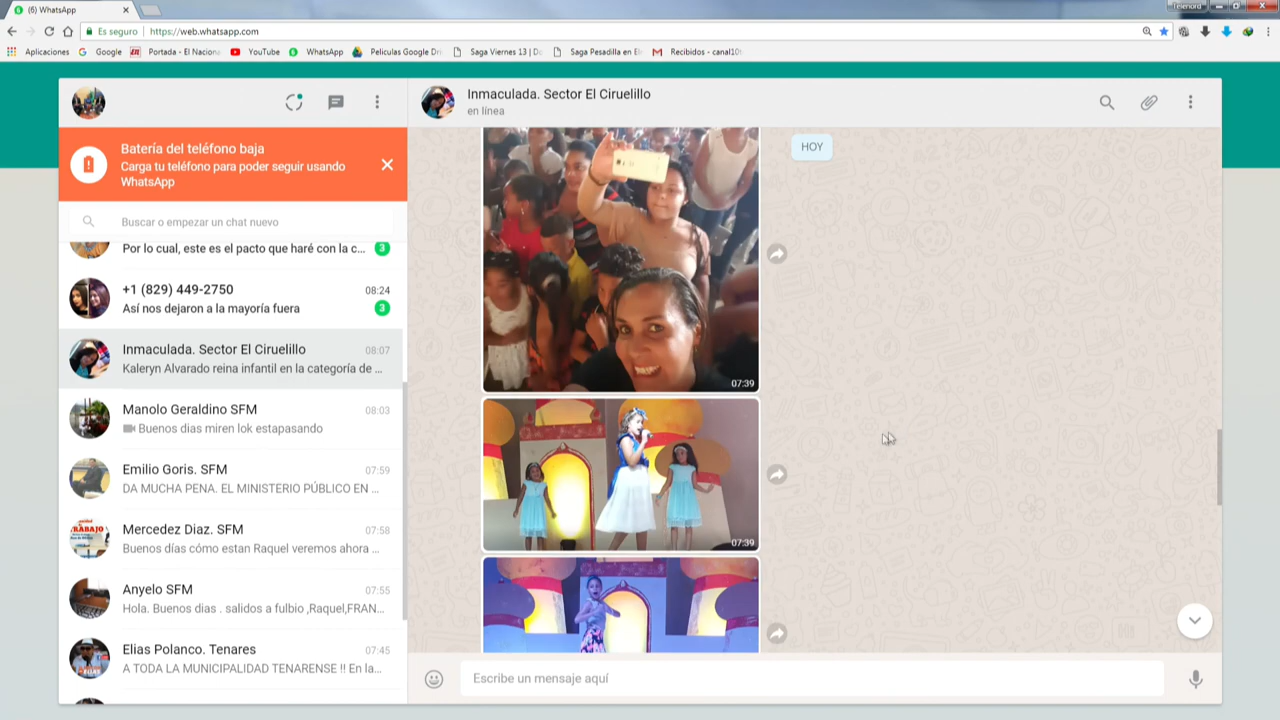 (6) WhatsApp
Telenord
Es seguro
https://web.whatsapp.com
Aplicaciones
Google
Portada - El Naciona
YouTube
WhatsApp
Peliculas Google Dri
Saga Viernes 13 | Do
Saga Pesadilla en El
Recibidos - canal10s
Inmaculada. Sector El Ciruelillo
en línea
Batería del teléfono baja
Carga tu teléfono para poder seguir usando
WhatsApp
HOY
Buscar o empezar un chat nuevo
Por lo cual, este es el pacto que haré con la c...
3
+1 (829) 449-2750
08:24
Así nos dejaron a la mayoría fuera
3
Inmaculada. Sector El Ciruelillo
08:07
Kaleryn Alvarado reina infantil en la categoría de ...
07:39
Manolo Geraldino SFM
08:03
Buenos dias miren lok estapasando
Emilio Goris. SFM
07:59
DA MUCHA PENA. EL MINISTERIO PÚBLICO EN ...
Mercedez Diaz. SFM
07:58
Buenos días cómo estan Raquel veremos ahora ...
07:39
Anyelo SFM
07:55
Hola. Buenos dias . salidos a fulbio ,Raquel,FRAN...
Elias Polanco. Tenares
07:45
A TODA LA MUNICIPALIDAD TENARENSE !! En la...
Escribe un mensaje aquí